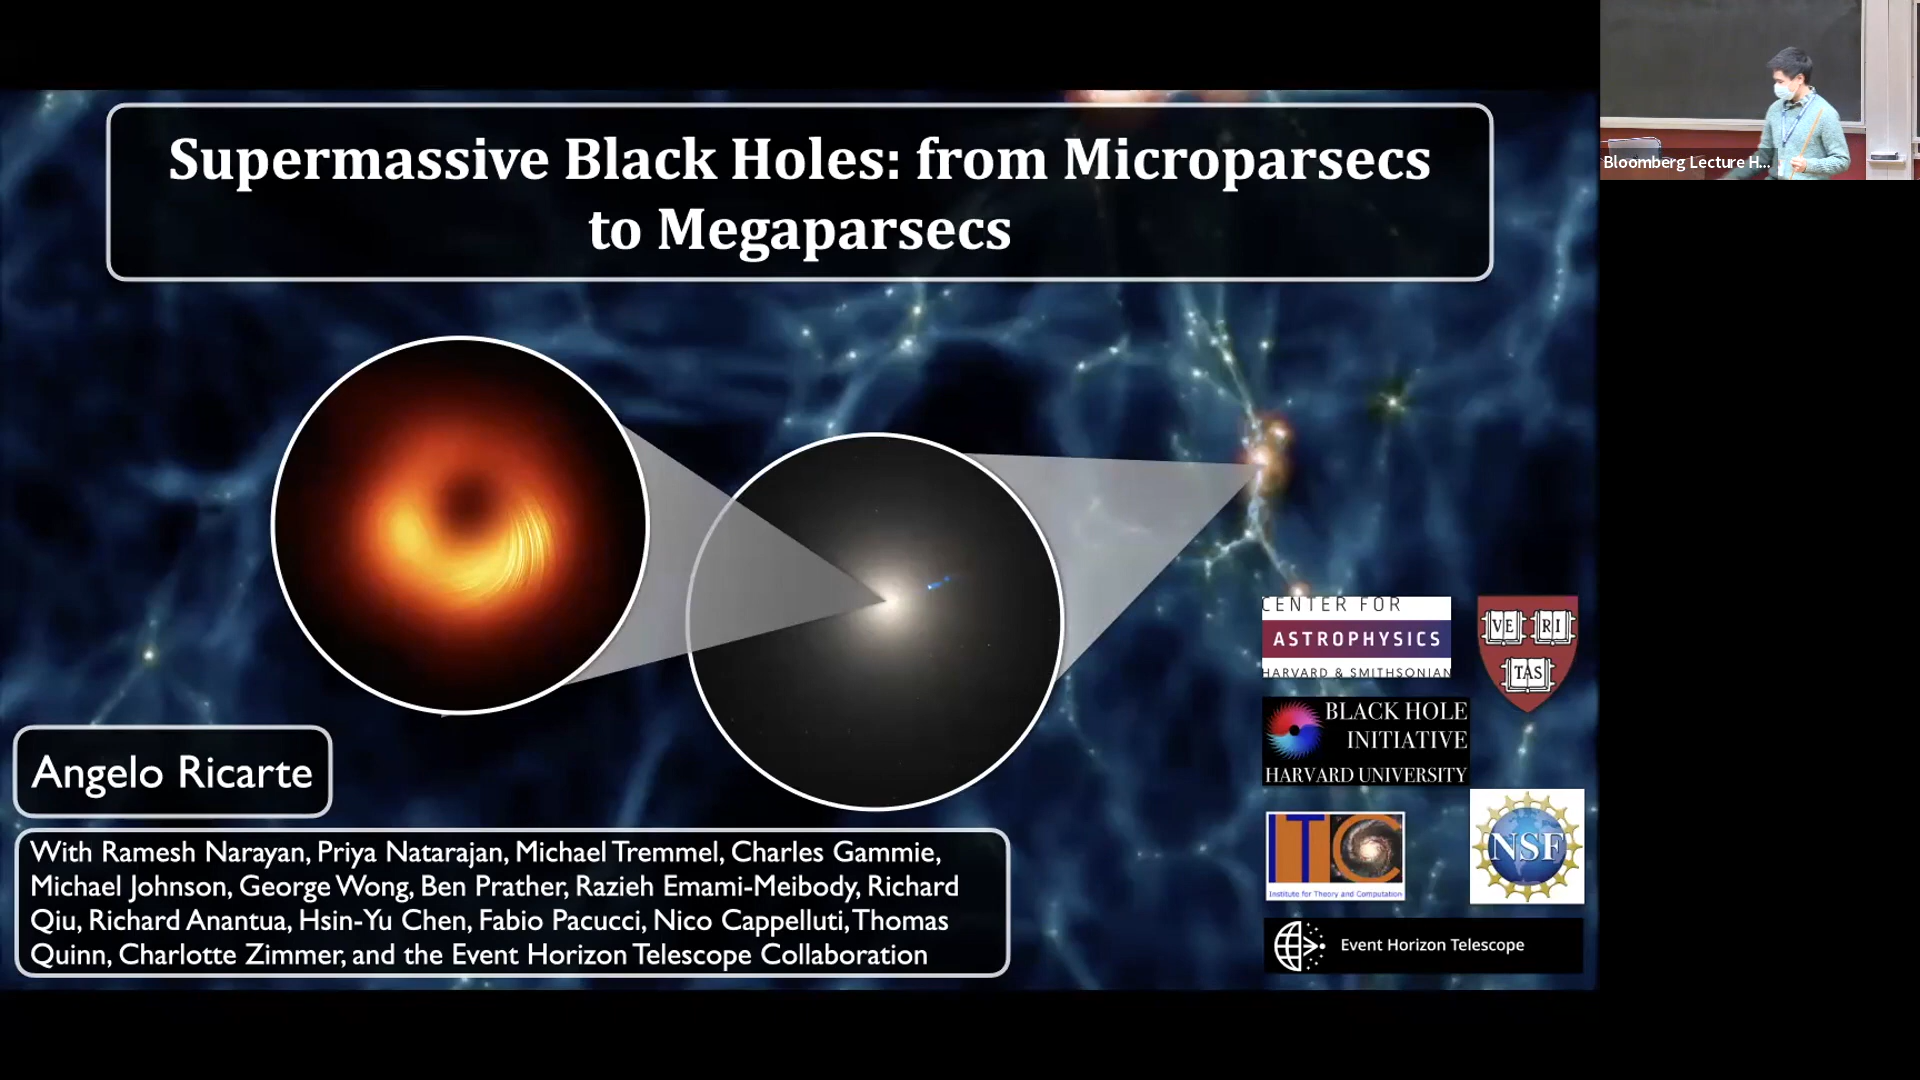 Supermassive Black Holes: from Microparsecs
to Megaparsecs
Bloomberg Lecture H...
Angelo Ricarte
With Ramesh Narayan, Priya Natarajan, Michael Tremmel, Charles Gammie,
Michael Johnson, George Wong, Ben Prather, Razieh Emami-Meibody, Richard
Qiu, Richard Anantua, Hsin-Yu Chen, Fabio Pacucci, Nico Cappelluti, Thomas
Quinn, Charlotte Zimmer, and the Event Horizon Telescope Collaboration
CENTER FOR
ASTROPHYSICS
HARVARD & SMITHSONIAN
VE RI
TAS
BLACK HOLE
INITIATIVE
HARVARD UNIVERSITY
ITC
Institute for Theory and Computation
NSF
Event Horizon Telescope